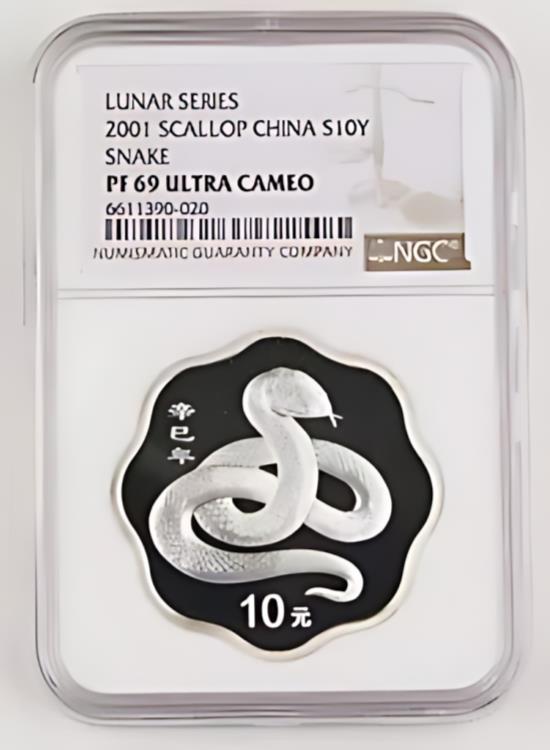 LUNAR SERIES
2001 SCALLOP CHINA S10Y
SNAKE
PF 69 ULTRA CAMEO
6611390-020
NUMISMATIC GUARANTY COMPANY
NGC
辛巳年
10元